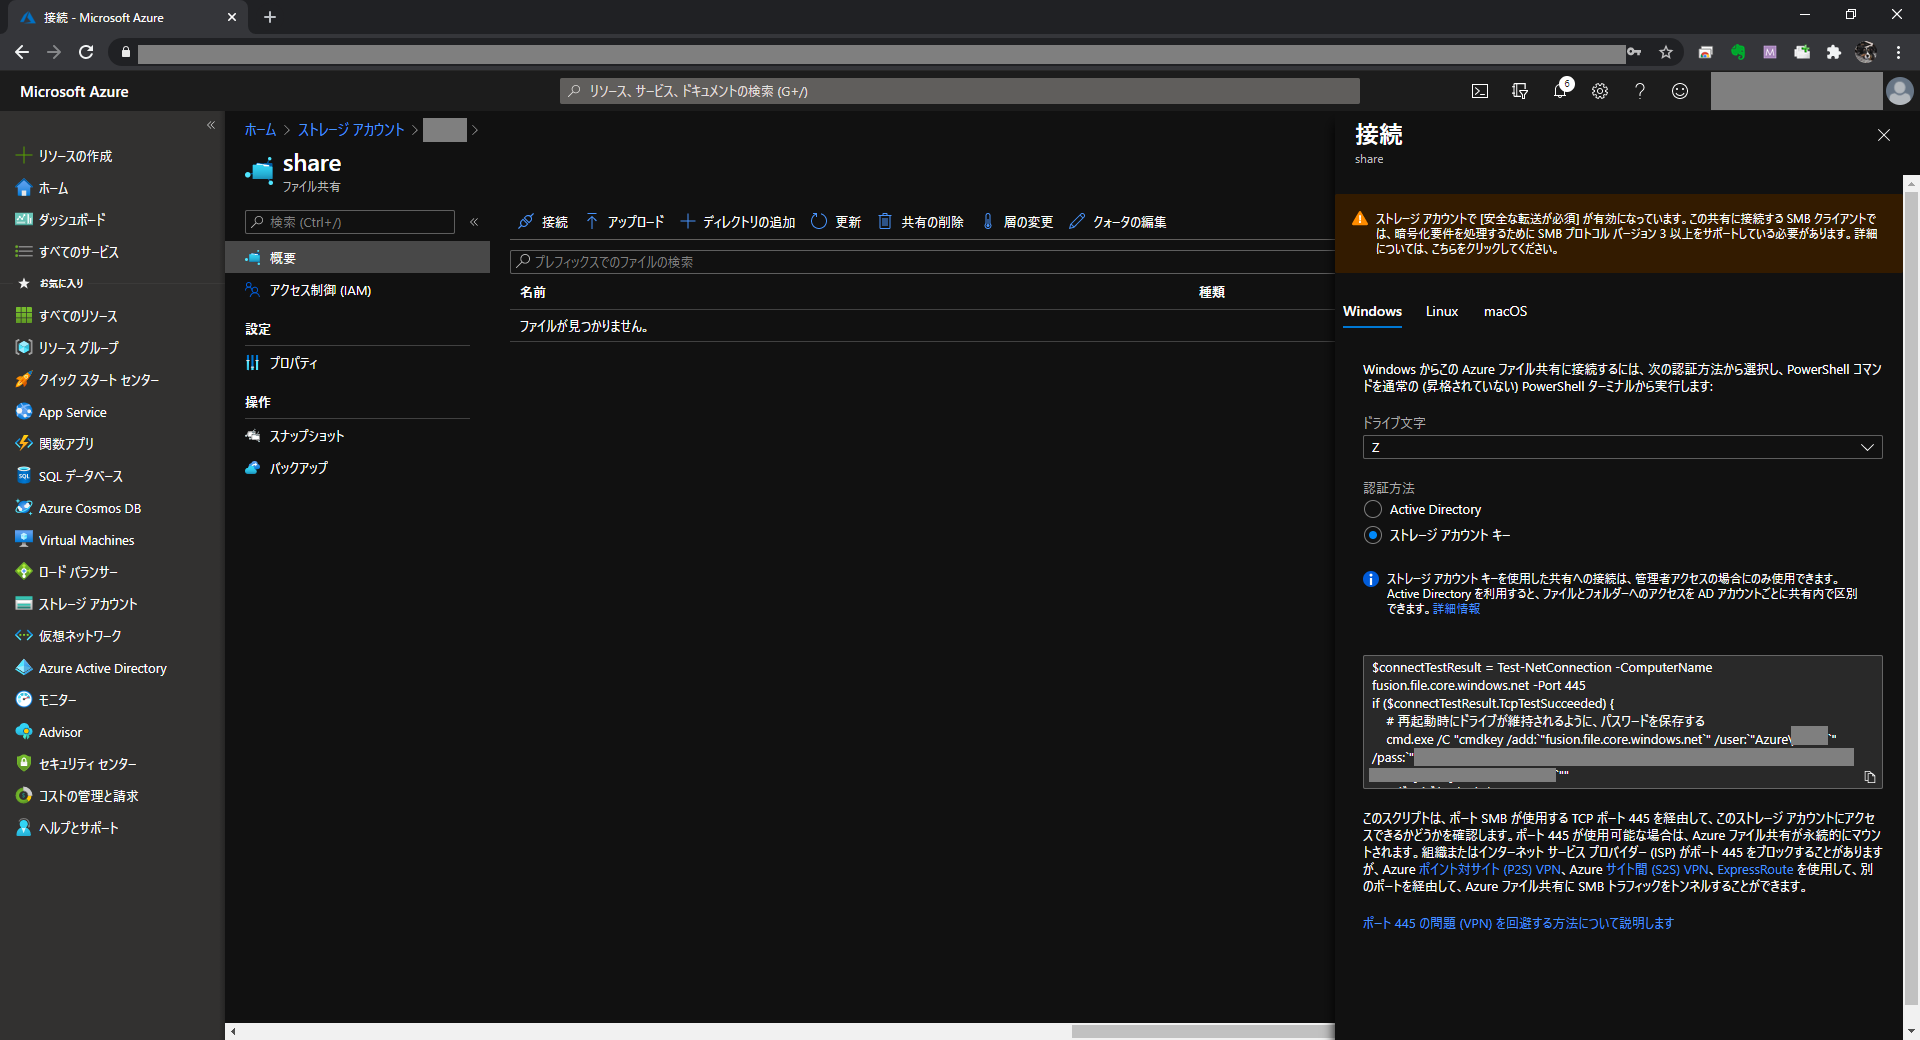 接続 - Microsoft Azure
Microsoft Azure
リソース、サービス、ドキュメントの検索 (G+/)
6
リソースの作成
ホーム
ダッシュボード
すべてのサービス
お気に入り
すべてのリソース
リソース グループ
クイック スタート センター
App Service
関数アプリ
SQL データベース
Azure Cosmos DB
Virtual Machines
ロード バランサー
ストレージ アカウント
仮想ネットワーク
Azure Active Directory
モニター
Advisor
セキュリティ センター
コストの管理と請求
ヘルプとサポート
ホーム > ストレージ アカウント > >
share
ファイル共有
検索 (Ctrl+/)
概要
アクセス制御 (IAM)
設定
プロパティ
操作
スナップショット
バックアップ
接続 アップロード ディレクトリの追加 更新 共有の削除 層の変更 クォータの編集
プレフィックスでのファイルの検索
名前 種類
ファイルが見つかりません。
接続
share
ストレージ アカウントで [安全な転送が必須] が有効になっています。この共有に接続する SMB クライアントで
は、暗号化要件を処理するために SMB プロトコル バージョン 3 以上をサポートしている必要があります。詳細
については、こちらをクリックしてください。
Windows Linux macOS
Windows からこの Azure ファイル共有に接続するには、次の認証方法から選択し、PowerShell コマン
ドを通常の (昇格されていない) PowerShell ターミナルから実行します:
ドライブ文字
Z
認証方法
Active Directory
ストレージ アカウント キー
ストレージ アカウント キーを使用した共有への接続は、管理者アクセスの場合にのみ使用できます。
Active Directory を利用すると、ファイルとフォルダーへのアクセスを AD アカウントごとに共有内で区別
できます。詳細情報
$connectTestResult = Test-NetConnection -ComputerName
fusion.file.core.windows.net -Port 445
if ($connectTestResult.TcpTestSucceeded) {
# 再起動時にドライブが維持されるように、パスワードを保存する
cmd.exe /C "cmdkey /add:`"fusion.file.core.windows.net`" /user:`"Azure\ `"
/pass:`"
`""
このスクリプトは、ポート SMB が使用する TCP ポート 445 を経由して、このストレージ アカウントにアクセ
スできるかどうかを確認します。ポート 445 が使用可能な場合は、Azure ファイル共有が永続的にマウン
トされます。組織またはインターネット サービス プロバイダー (ISP) がポート 445 をブロックすることがあります
が、Azure ポイント対サイト (P2S) VPN、Azure サイト間 (S2S) VPN、ExpressRoute を使用して、別
のポートを経由して、Azure ファイル共有に SMB トラフィックをトンネルすることができます。
ポート 445 の問題 (VPN) を回避する方法について説明します